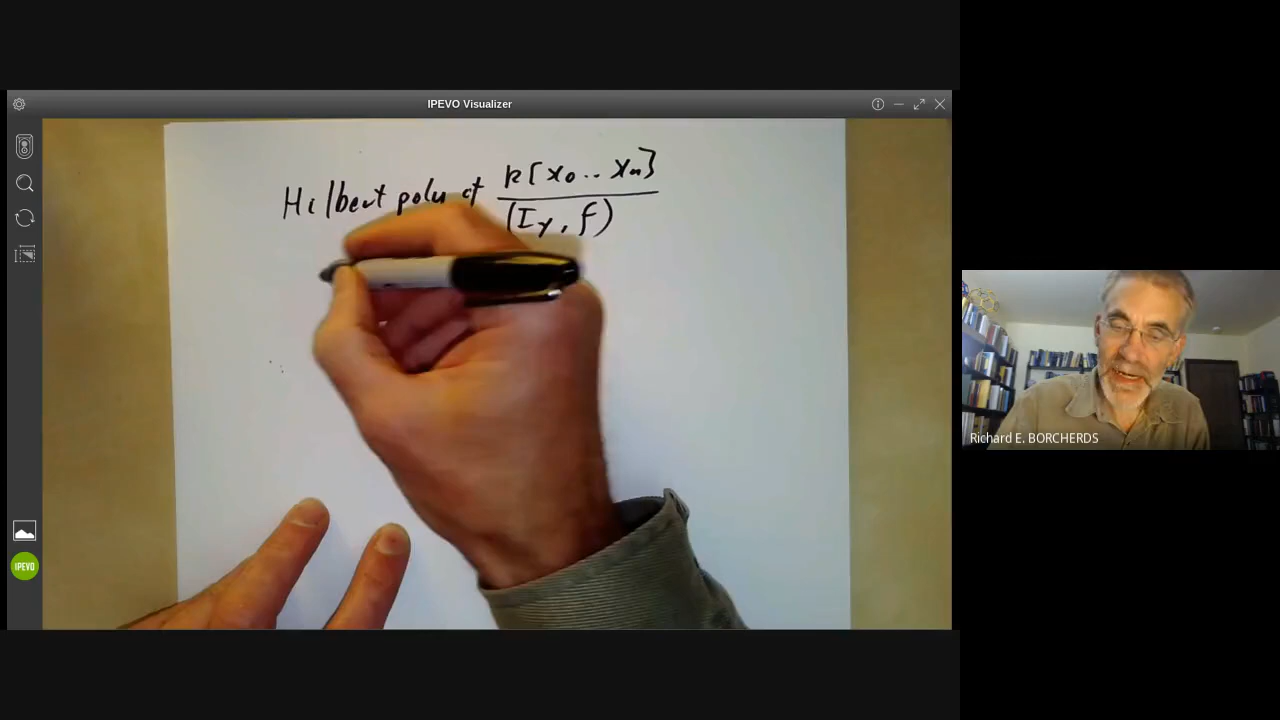 IPEVO Visualizer
Hilbert poly of k[x₀..xₙ]
(I_Y, f)
IPEVO
Richard E. BORCHERDS